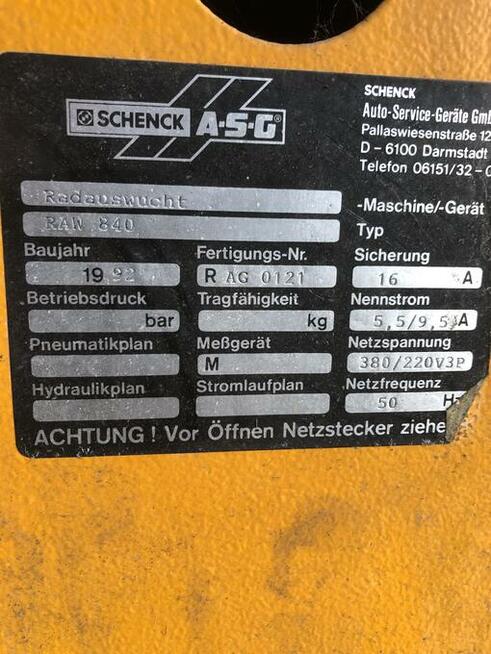 SCHENCK A-S-G®
SCHENCK
Auto-Service-Geräte Gmb
Pallaswiesenstraße 12
D – 6100 Darmstadt
Telefon 06151/32 –
Radauswucht -Maschine/-Gerät
RAW 840 Typ
Baujahr Fertigungs-Nr. Sicherung
19 R AG 0121 16 A
Betriebsdruck Tragfähigkeit Nennstrom
bar kg 5,5/9,5 A
Pneumatikplan Meßgerät Netzspannung
M 380/220V3P
Hydraulikplan Stromlaufplan Netzfrequenz
50 Hz
ACHTUNG ! Vor Öffnen Netzstecker ziehe